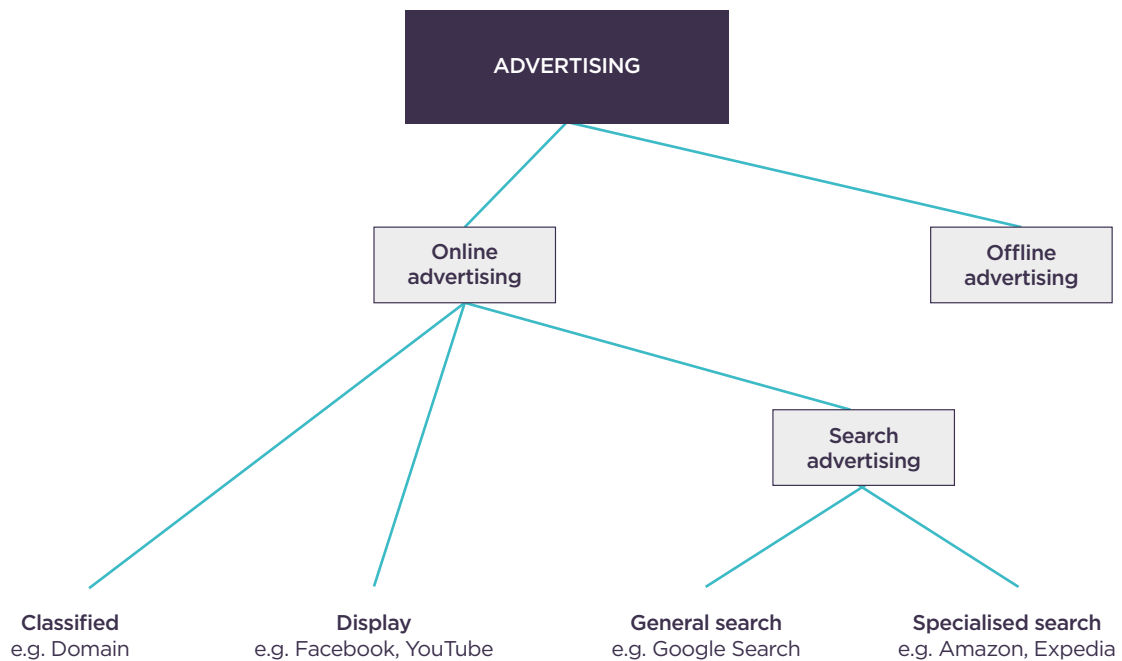 ADVERTISING
Online
advertising
Offline
advertising
Search
advertising
Classified
e.g. Domain
Display
e.g. Facebook, YouTube
General search
e.g. Google Search
Specialised search
e.g. Amazon, Expedia